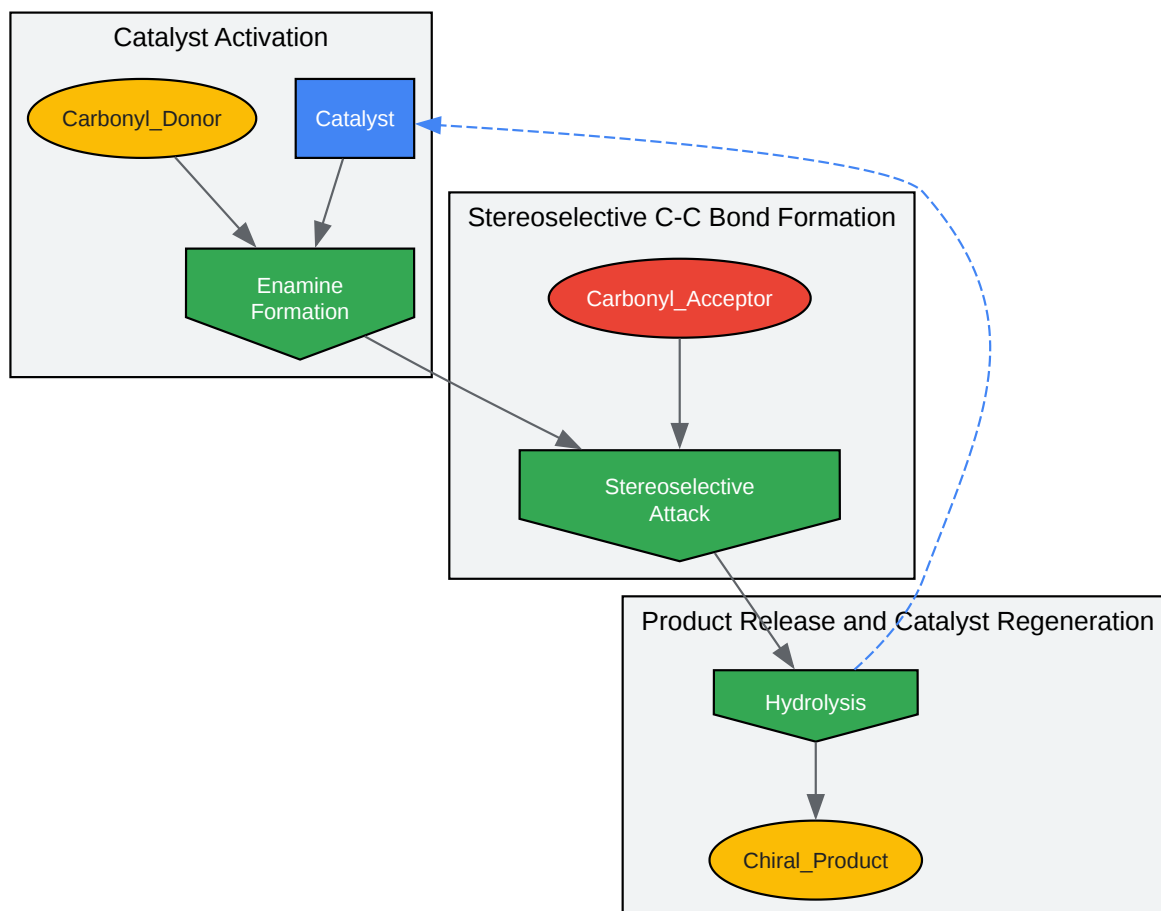 Catalyst Activation
Carbonyl_Donor
Catalyst
Enamine
Formation
Stereoselective C-C Bond Formation
Carbonyl_Acceptor
Stereoselective
Attack
Product Release and Catalyst Regeneration
Hydrolysis
Chiral_Product